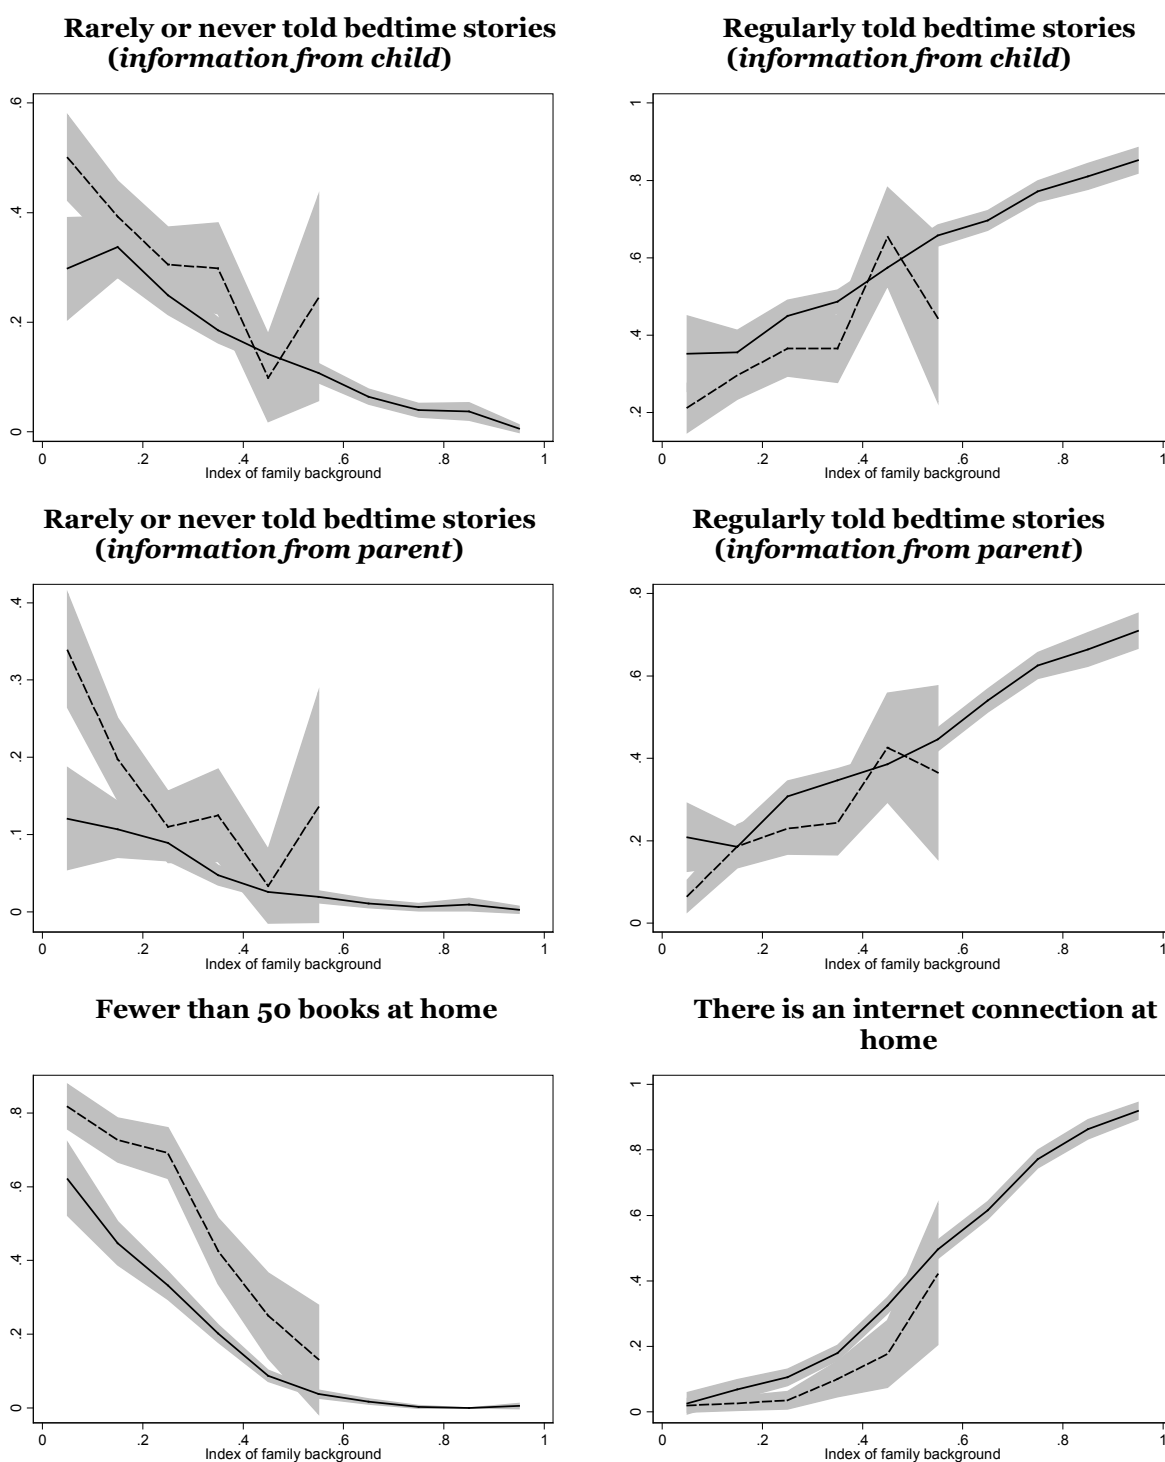 Rarely or never told bedtime stories
(information from child)
.6
.4
.2
0
0 .2 .4 .6 .8 1
Index of family background
Regularly told bedtime stories
(information from child)
1
.8
.6
.4
.2
0 .2 .4 .6 .8 1
Index of family background
Rarely or never told bedtime stories
(information from parent)
.4
.3
.2
.1
0
0 .2 .4 .6 .8 1
Index of family background
Regularly told bedtime stories
(information from parent)
.8
.6
.4
.2
0
0 .2 .4 .6 .8 1
Index of family background
Fewer than 50 books at home
.8
.6
.4
.2
0
0 .2 .4 .6 .8 1
Index of family background
There is an internet connection at
home
1
.8
.6
.4
.2
0
0 .2 .4 .6 .8 1
Index of family background